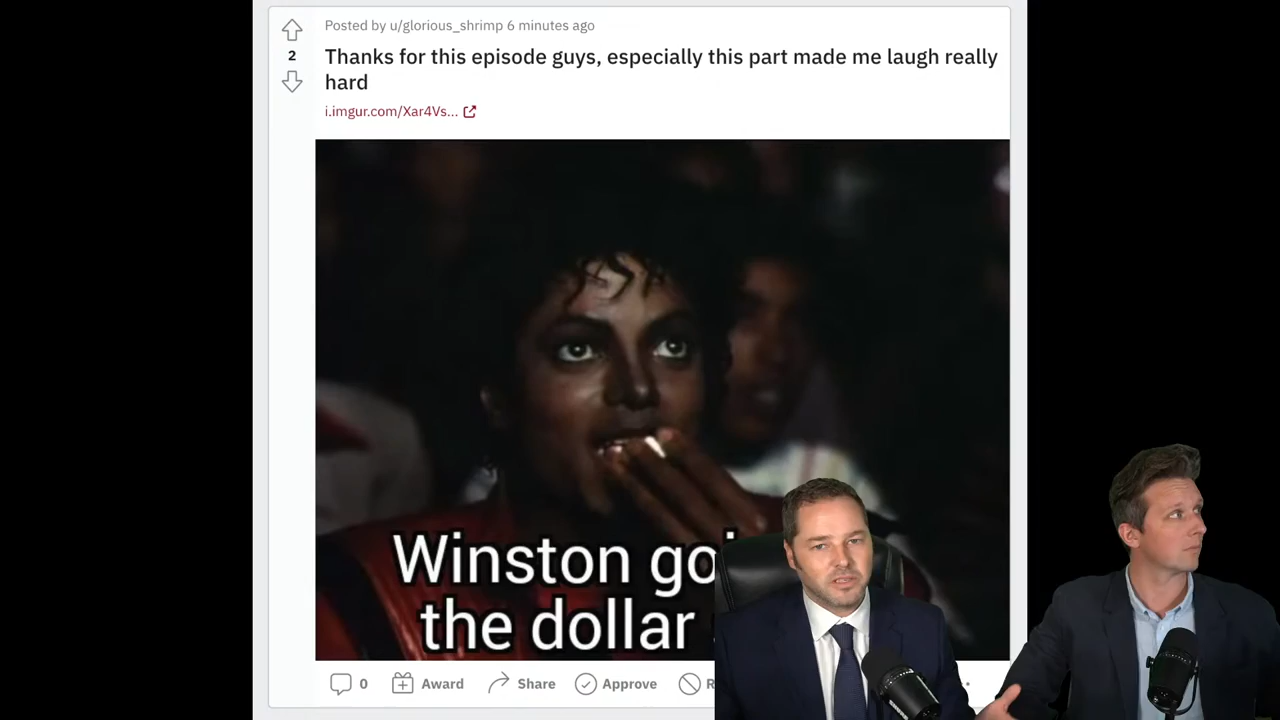 Posted by u/glorious_shrimp 6 minutes ago
2
Thanks for this episode guys, especially this part made me laugh really
hard
i.imgur.com/Xar4Vs...
Winston
the dollar
0 Award Share Approve